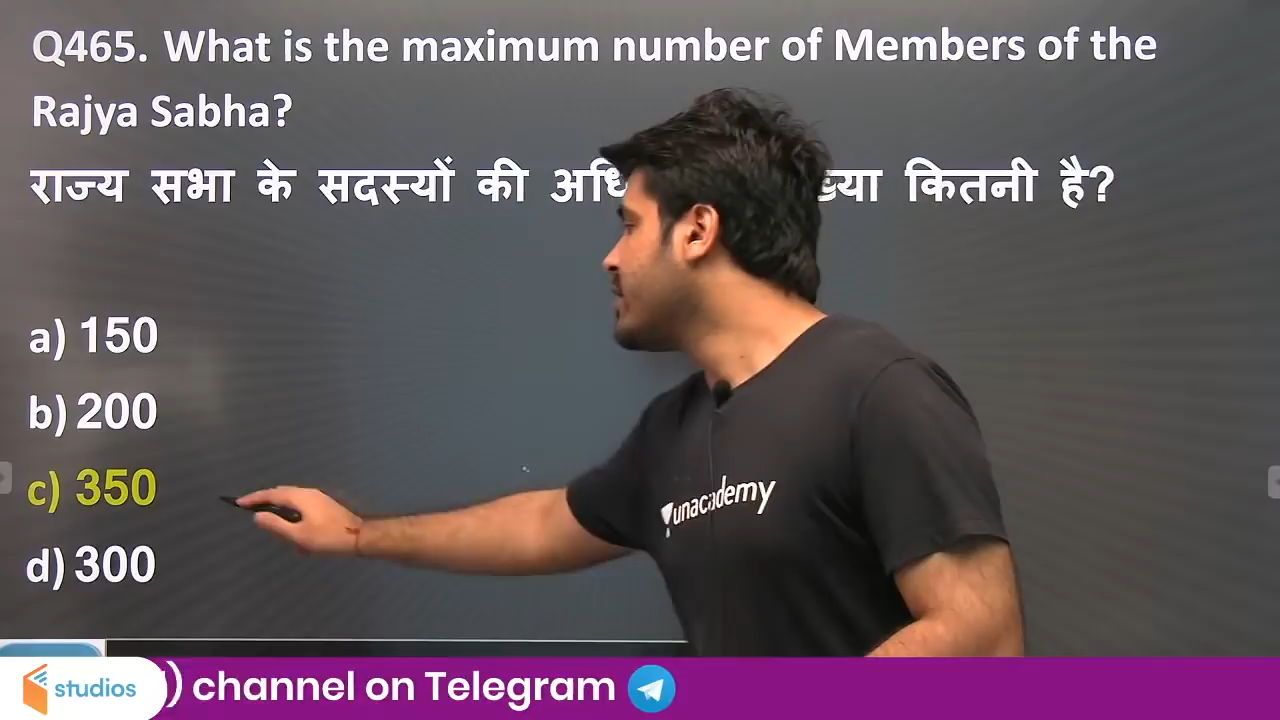 Q465. What is the maximum number of Members of the
Rajya Sabha?
राज्य सभा के सदस्यों की कितनी है?
a) 150
b) 200
c) 350
d) 300
unacademy
studios
channel on Telegram